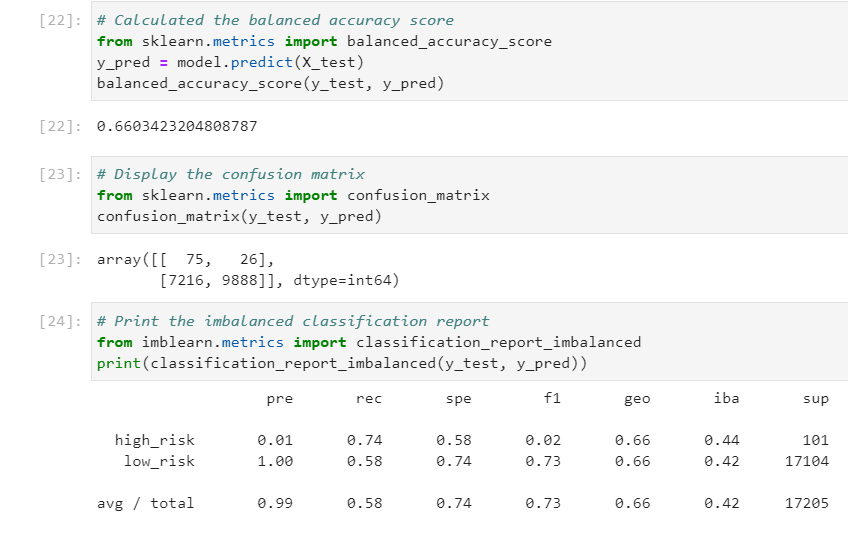 [22]: # Calculated the balanced accuracy score
from sklearn.metrics import balanced_accuracy_score
y_pred = model.predict(X_test)
balanced_accuracy_score(y_test, y_pred)
[22]: 0.6603423204808787
[23]: # Display the confusion matrix
from sklearn.metrics import confusion_matrix
confusion_matrix(y_test, y_pred)
[23]: array([[  75,   26],
       [7216, 9888]], dtype=int64)
[24]: # Print the imbalanced classification report
from imblearn.metrics import classification_report_imbalanced
print(classification_report_imbalanced(y_test, y_pred))
pre rec spe f1 geo iba sup
high_risk 0.01 0.74 0.58 0.02 0.66 0.44 101
low_risk 1.00 0.58 0.74 0.73 0.66 0.42 17104
avg / total 0.99 0.58 0.74 0.73 0.66 0.42 17205